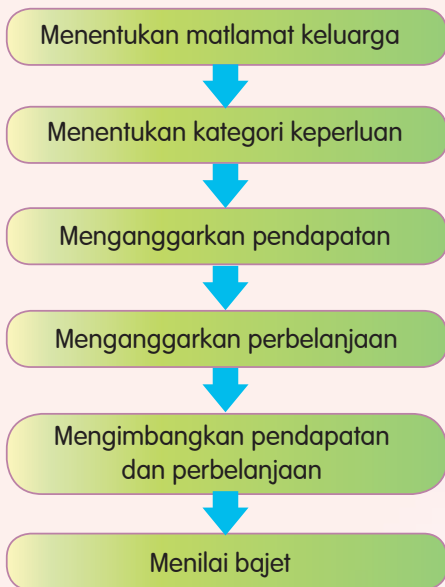 Menentukan matlamat keluarga
Menentukan kategori keperluan
Menganggarkan pendapatan
Menganggarkan perbelanjaan
Mengimbangkan pendapatan
dan perbelanjaan
Menilai bajet